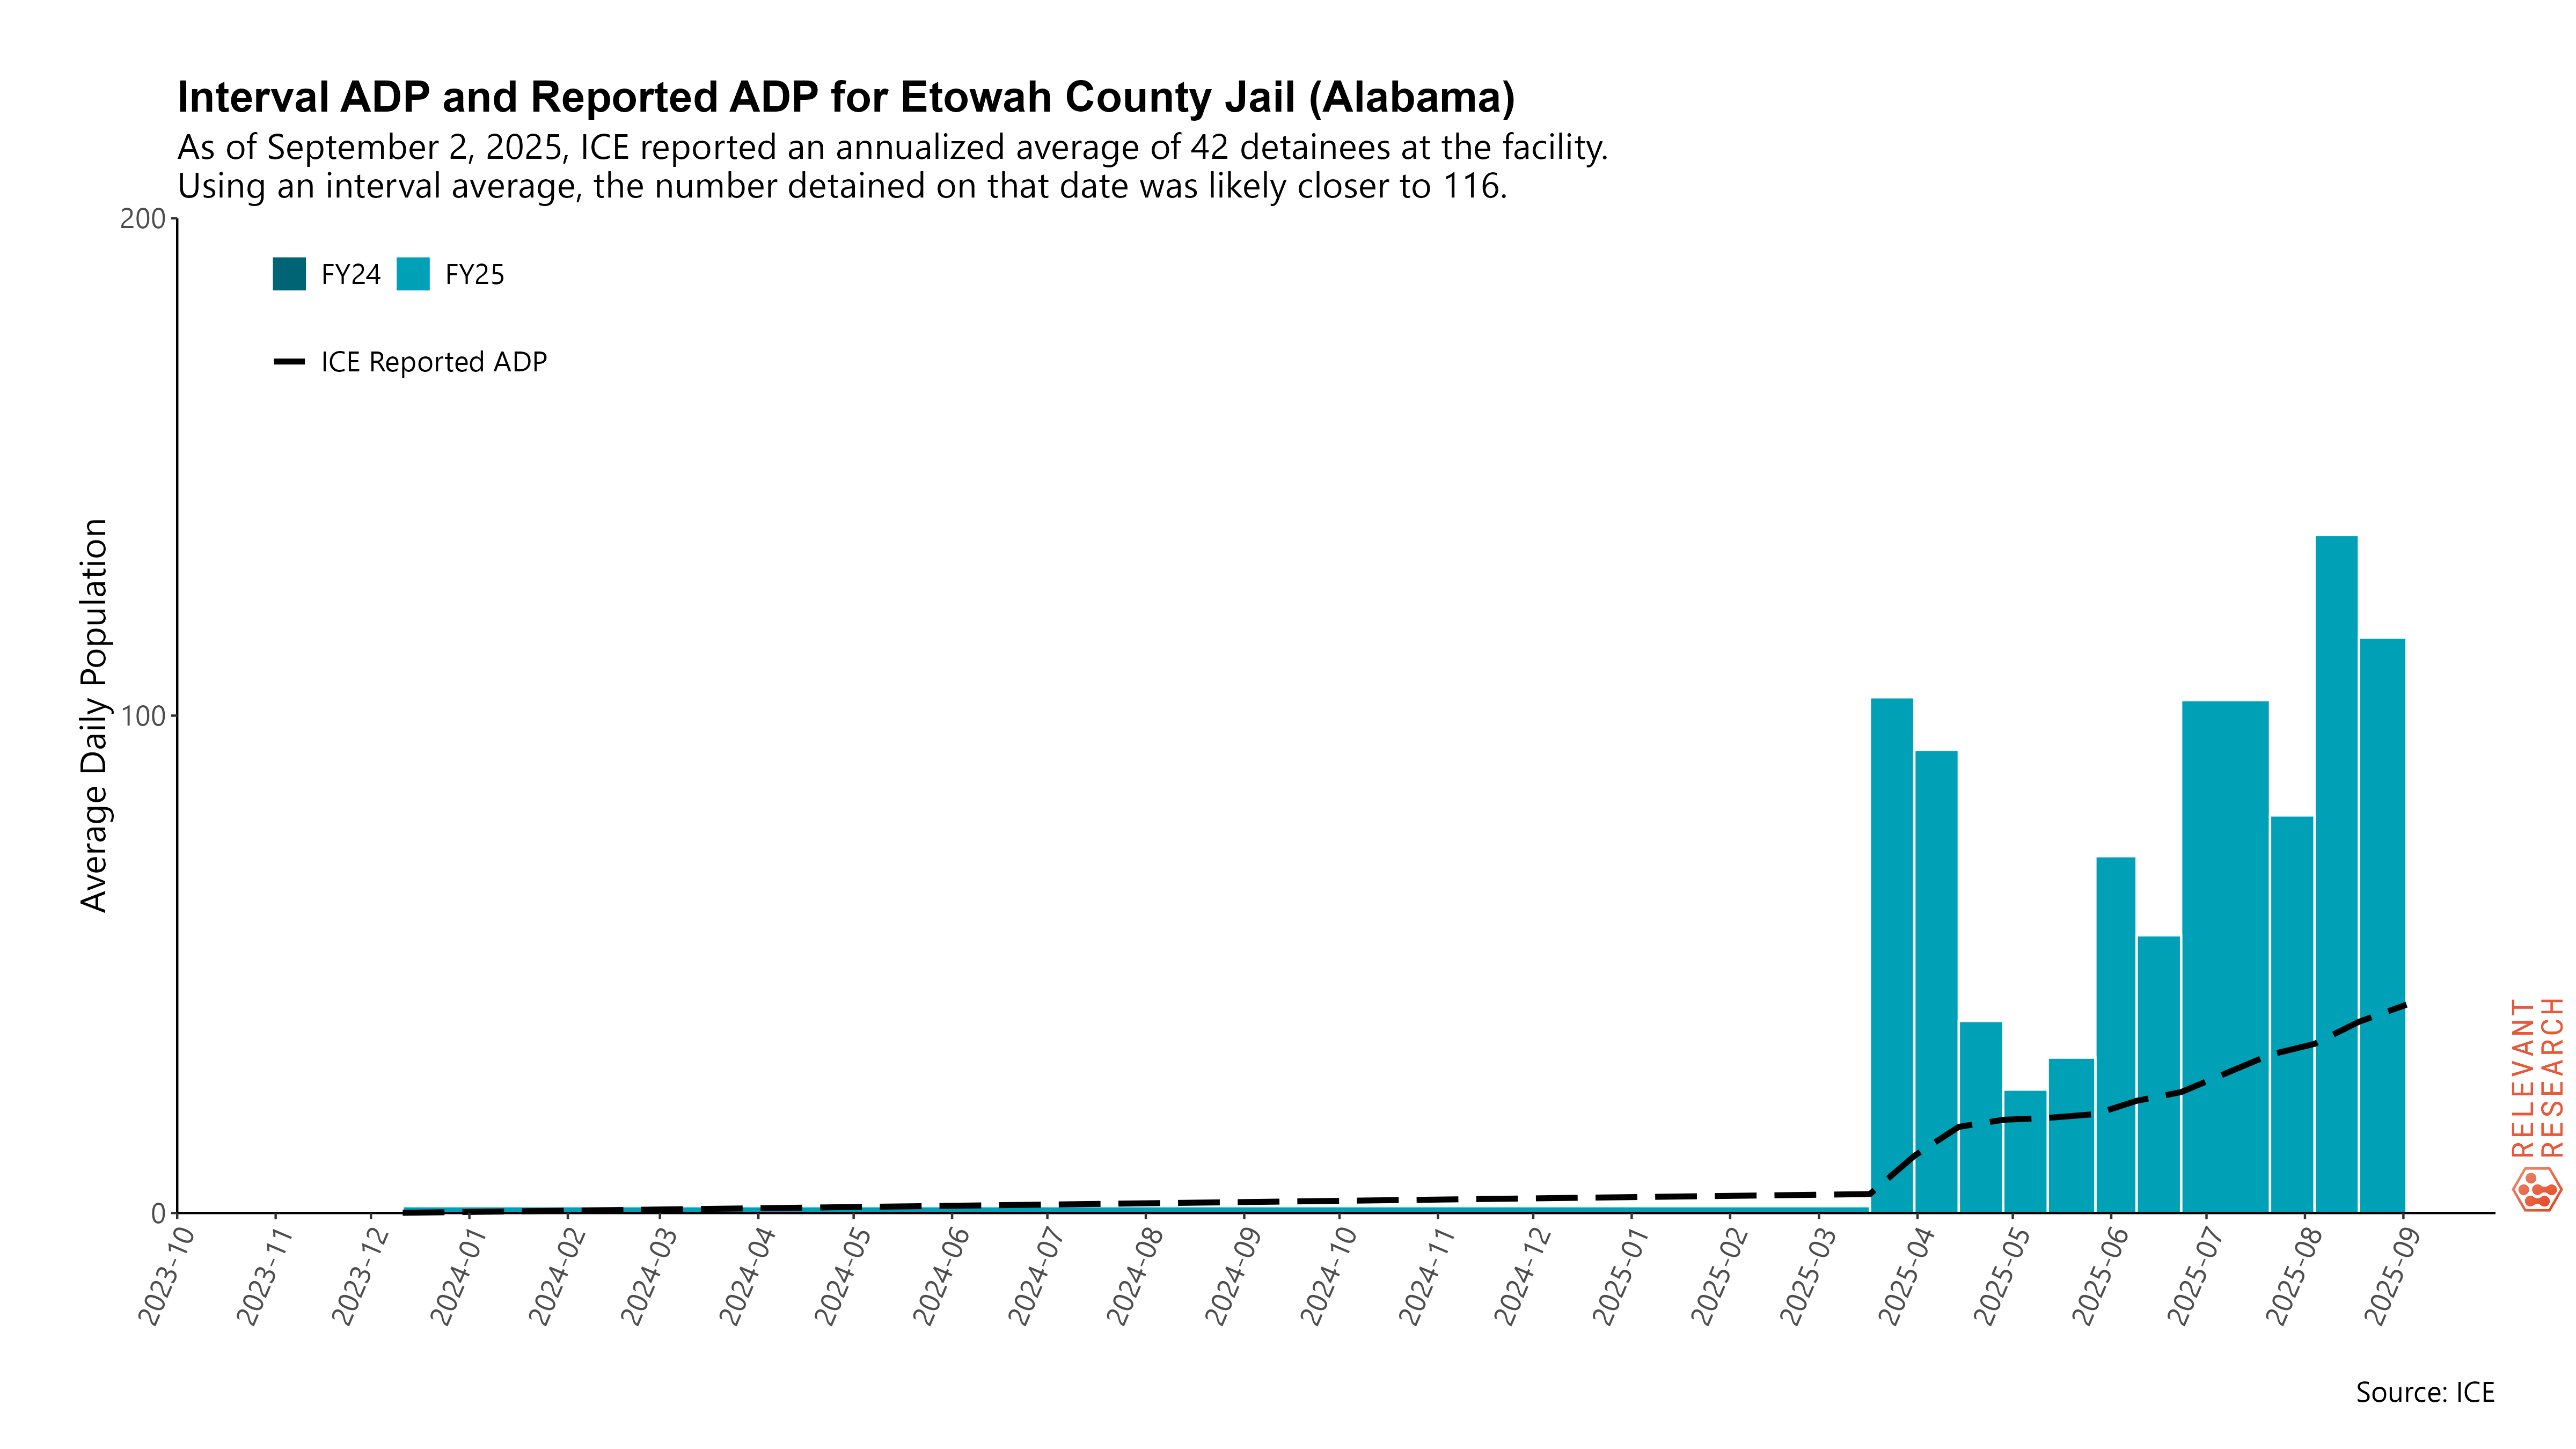 Interval ADP and Reported ADP for Etowah County Jail (Alabama)
As of September 2, 2025, ICE reported an annualized average of 42 detainees at the facility.
Using an interval average, the number detained on that date was likely closer to 116.
200
FY24
FY25
ICE Reported ADP
Average Daily Population
100
0
2023-10
2023-11
2023-12
2024-01
2024-02
2024-03
2024-04
2024-05
2024-06
2024-07
2024-08
2024-09
2024-10
2024-11
2024-12
2025-01
2025-02
2025-03
2025-04
2025-05
2025-06
2025-07
2025-08
2025-09
RELEVANT
RESEARCH
Source: ICE